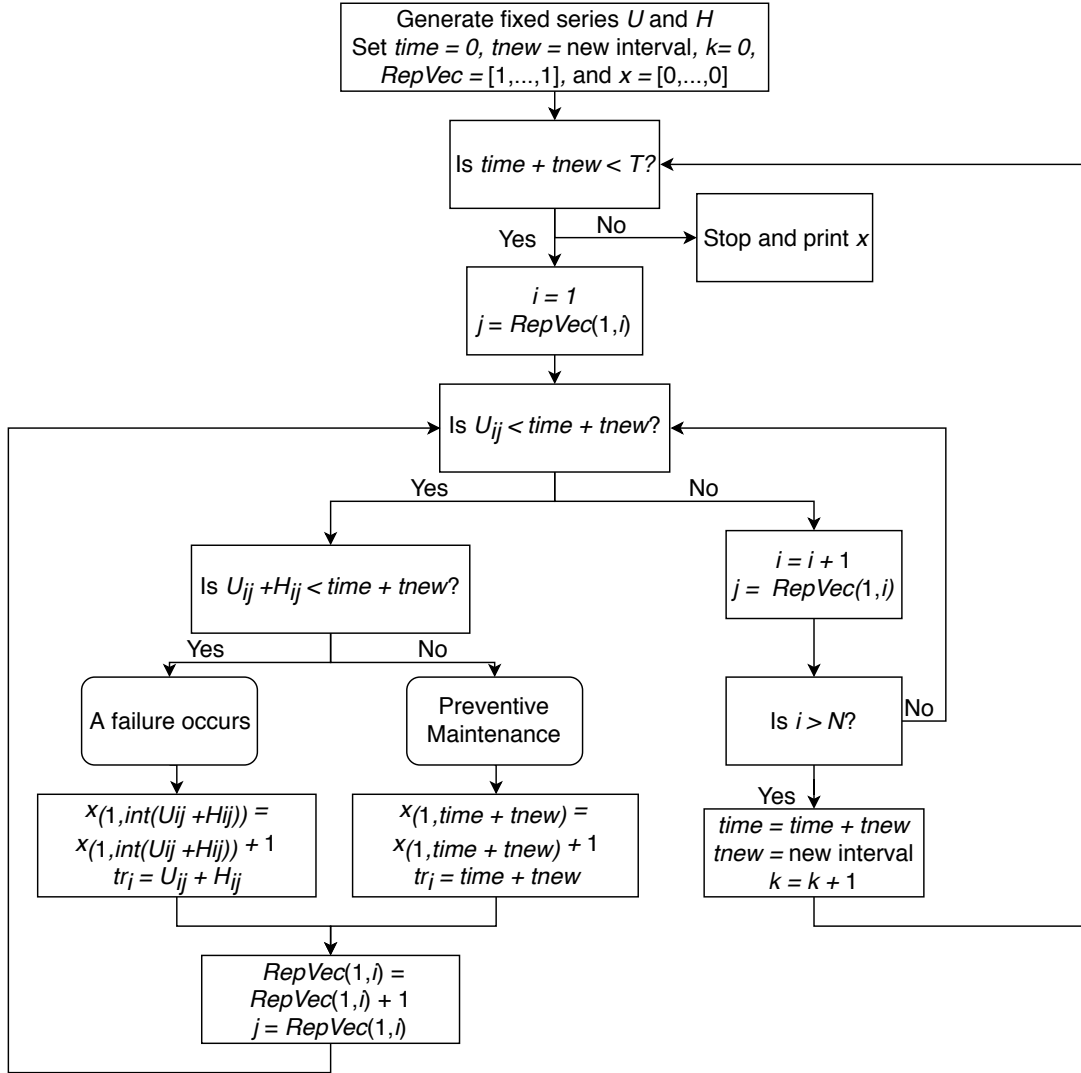 Generate fixed series U and H
Set time = 0, tnew = new interval, k= 0,
RepVec = [1,...,1], and x = [0,...,0]
Is time + tnew < T?
Yes
No
Stop and print x
i = 1
j = RepVec(1,i)
Is Uij < time + tnew?
Yes
No
Is Uij +Hij < time + tnew?
i = i + 1
j = RepVec(1,i)
Yes
No
A failure occurs
Preventive
Maintenance
Is i > N?
No
Yes
x(1,int(Uij +Hij)) =
x(1,int(Uij +Hij)) + 1
tri = Uij + Hij
x(1,time + tnew) =
x(1,time + tnew) + 1
tri = time + tnew
time = time + tnew
tnew = new interval
k = k + 1
RepVec(1,i) =
RepVec(1,i) + 1
j = RepVec(1,i)